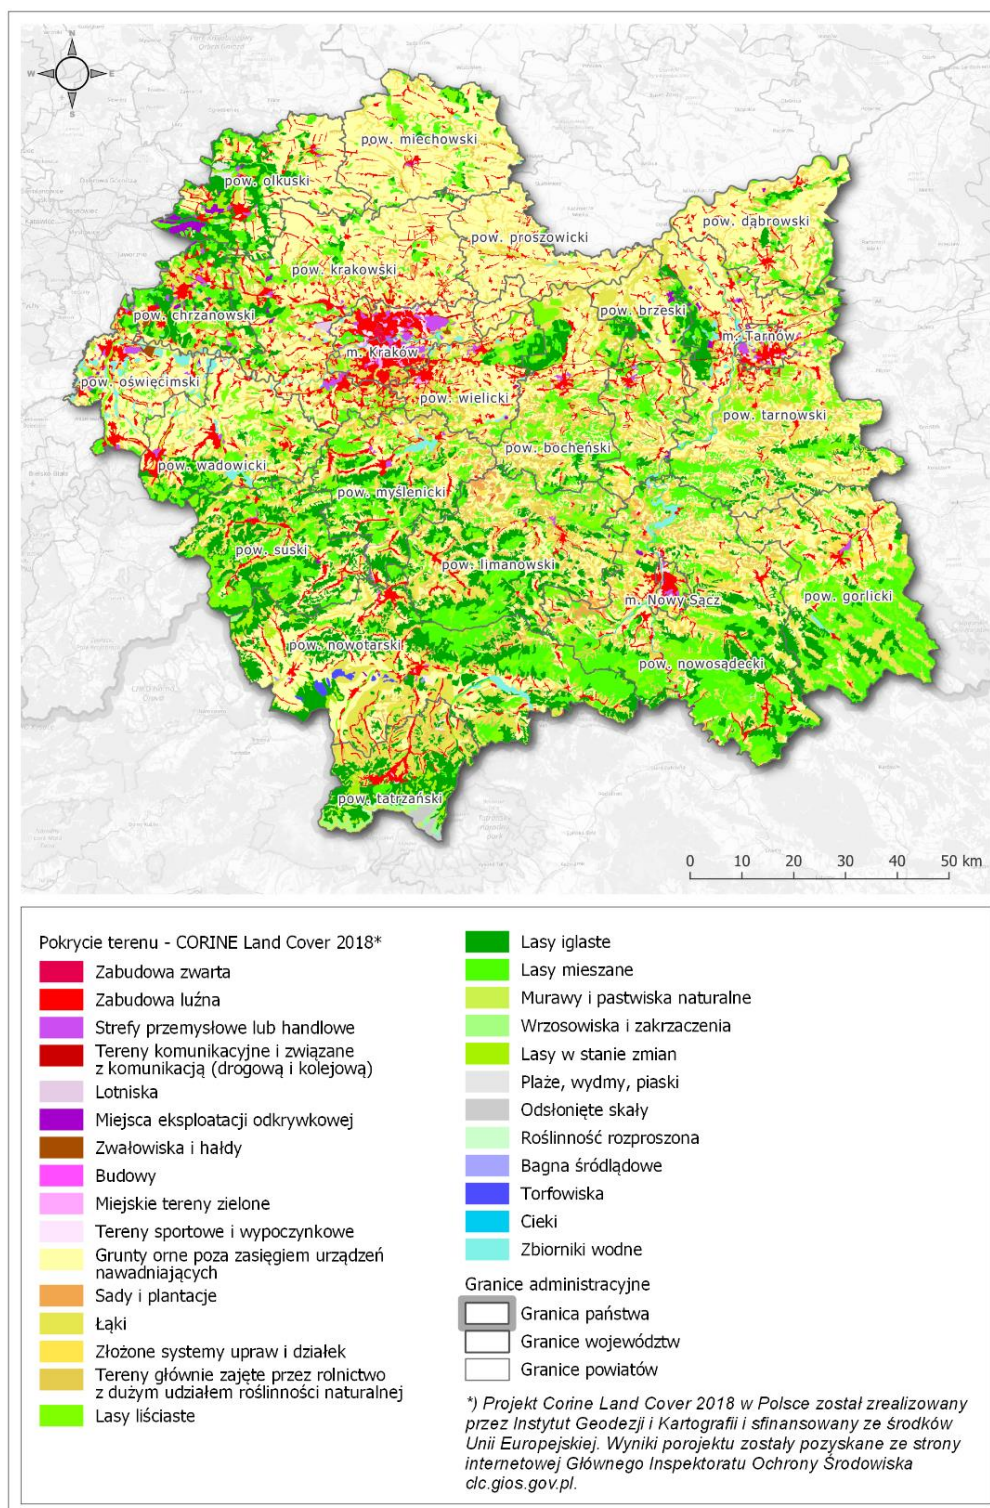 N
W E
S
pow. miechowski
pow. olkuski
pow. dąbrowski
pow. proszowicki
pow. krakowski
pow. brzeski
pow. chrzanowski
m. Tarnów
m. Kraków
pow. oświęcimski
pow. wielicki
pow. tarnowski
pow. bocheński
pow. wadowicki
pow. myślenicki
pow. suski
pow. limanowski
m. Nowy Sącz
pow. gorlicki
pow. nowotarski
pow. nowosądecki
pow. tatrzański
0 10 20 30 40 50 km
Pokrycie terenu - CORINE Land Cover 2018*
Zabudowa zwarta
Zabudowa luźna
Strefy przemysłowe lub handlowe
Tereny komunikacyjne i związane
z komunikacją (drogową i kolejową)
Lotniska
Miejsca eksploatacji odkrywkowej
Zwałowiska i hałdy
Budowy
Miejskie tereny zielone
Tereny sportowe i wypoczynkowe
Grunty orne poza zasięgiem urządzeń
nawadniających
Sady i plantacje
Łąki
Złożone systemy upraw i działek
Tereny głównie zajęte przez rolnictwo
z dużym udziałem roślinności naturalnej
Lasy liściaste
Lasy iglaste
Lasy mieszane
Murawy i pastwiska naturalne
Wrzosowiska i zakrzaczenia
Lasy w stanie zmian
Plaże, wydmy, piaski
Odsłonięte skały
Roślinność rozproszona
Bagna śródlądowe
Torfowiska
Cieki
Zbiorniki wodne
Granice administracyjne
Granica państwa
Granice województw
Granice powiatów
*) Projekt Corine Land Cover 2018 w Polsce został zrealizowany
przez Instytut Geodezji i Kartografii i sfinansowany ze środków
Unii Europejskiej. Wyniki porojektu zostały pozyskane ze strony
internetowej Głównego Inspektoratu Ochrony Środowiska
clc.gios.gov.pl.